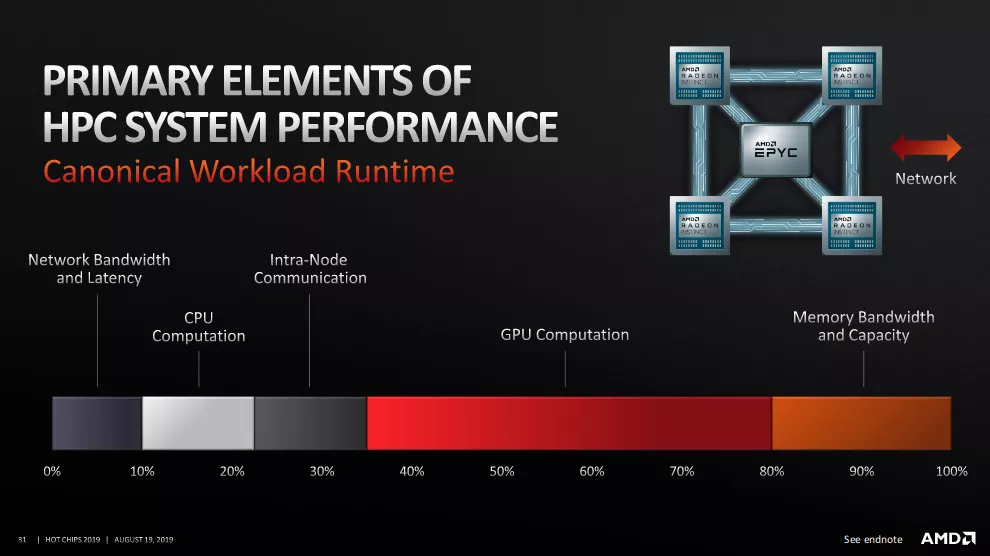 PRIMARY ELEMENTS OF
HPC SYSTEM PERFORMANCE
Canonical Workload Runtime
AMD
RADEON
INSTINCT
AMD
RADEON
INSTINCT
AMD
EPYC
AMD
RADEON
INSTINCT
AMD
RADEON
INSTINCT
Network
Network Bandwidth
and Latency
CPU
Computation
Intra-Node
Communication
GPU Computation
Memory Bandwidth
and Capacity
0% 10% 20% 30% 40% 50% 60% 70% 80% 90% 100%
31 | HOT CHIPS 2019 | AUGUST 19, 2019
See endnote AMD